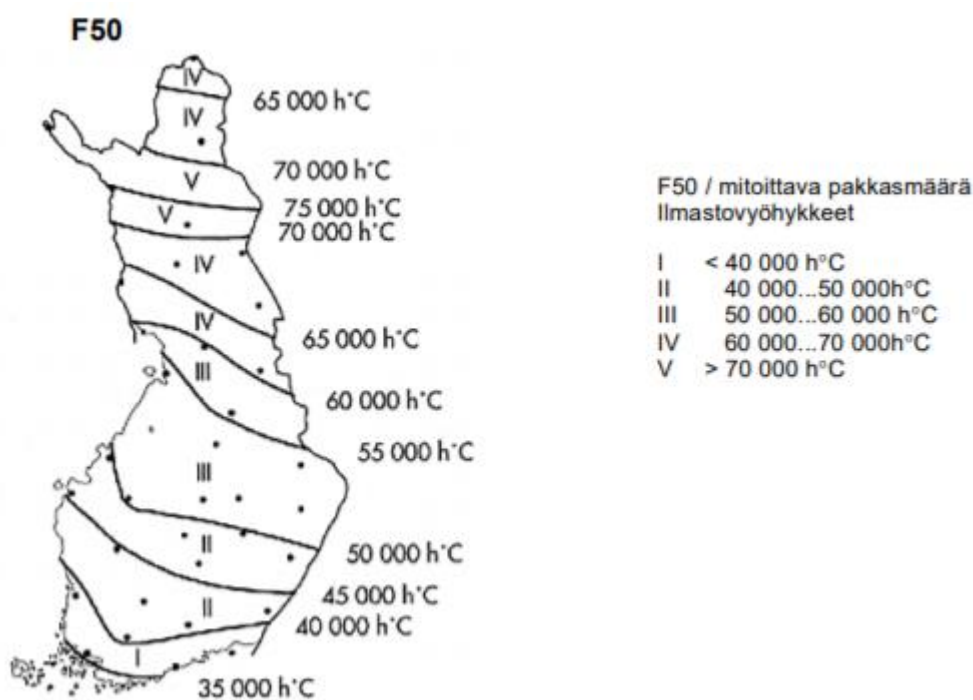 F50
IV
65 000 h°C
IV
70 000 h°C
V
75 000 h°C
V
70 000 h°C
IV
IV
65 000 h°C
III
60 000 h°C
55 000 h°C
III
II
50 000 h°C
45 000 h°C
II
40 000 h°C
I
35 000 h°C
F50 / mitoittava pakkasmäärä
Ilmastovyöhykkeet
I < 40 000 h°C
II 40 000...50 000h°C
III 50 000...60 000 h°C
IV 60 000...70 000h°C
V > 70 000 h°C